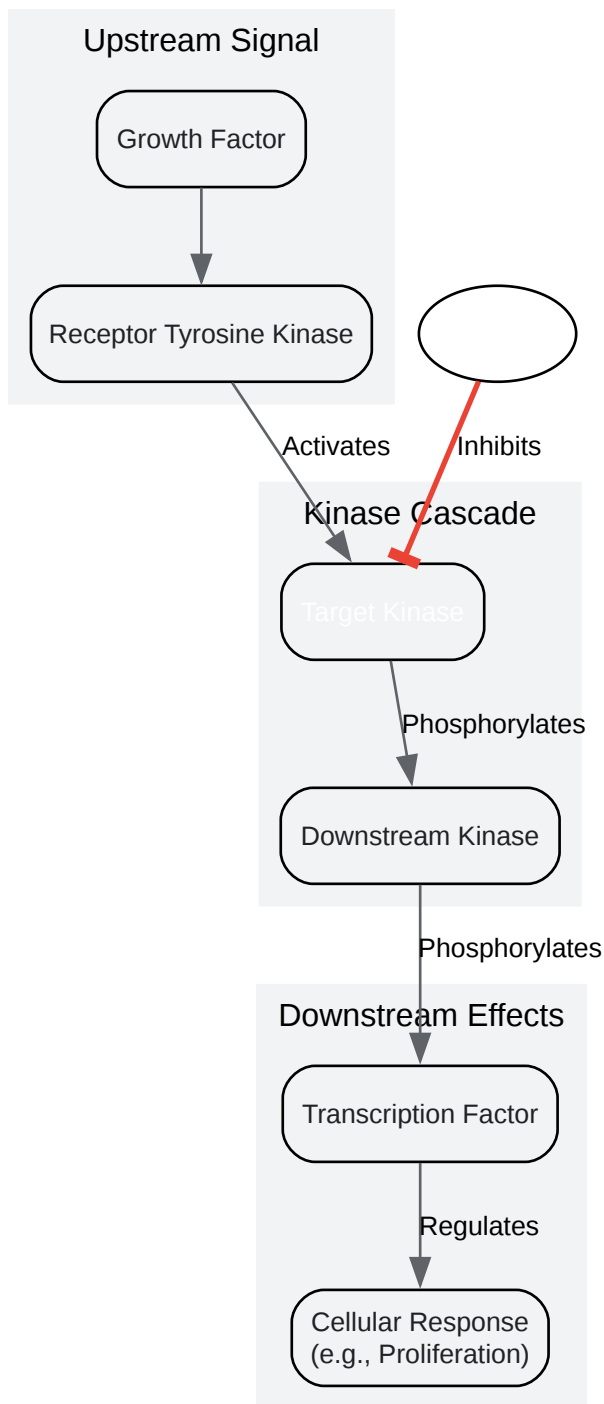 Upstream Signal
Growth Factor
Receptor Tyrosine Kinase
Activates
Inhibits
Kinase Cascade
Target Kinase
Phosphorylates
Downstream Kinase
Phosphorylates
Downstream Effects
Transcription Factor
Regulates
Cellular Response
(e.g., Proliferation)